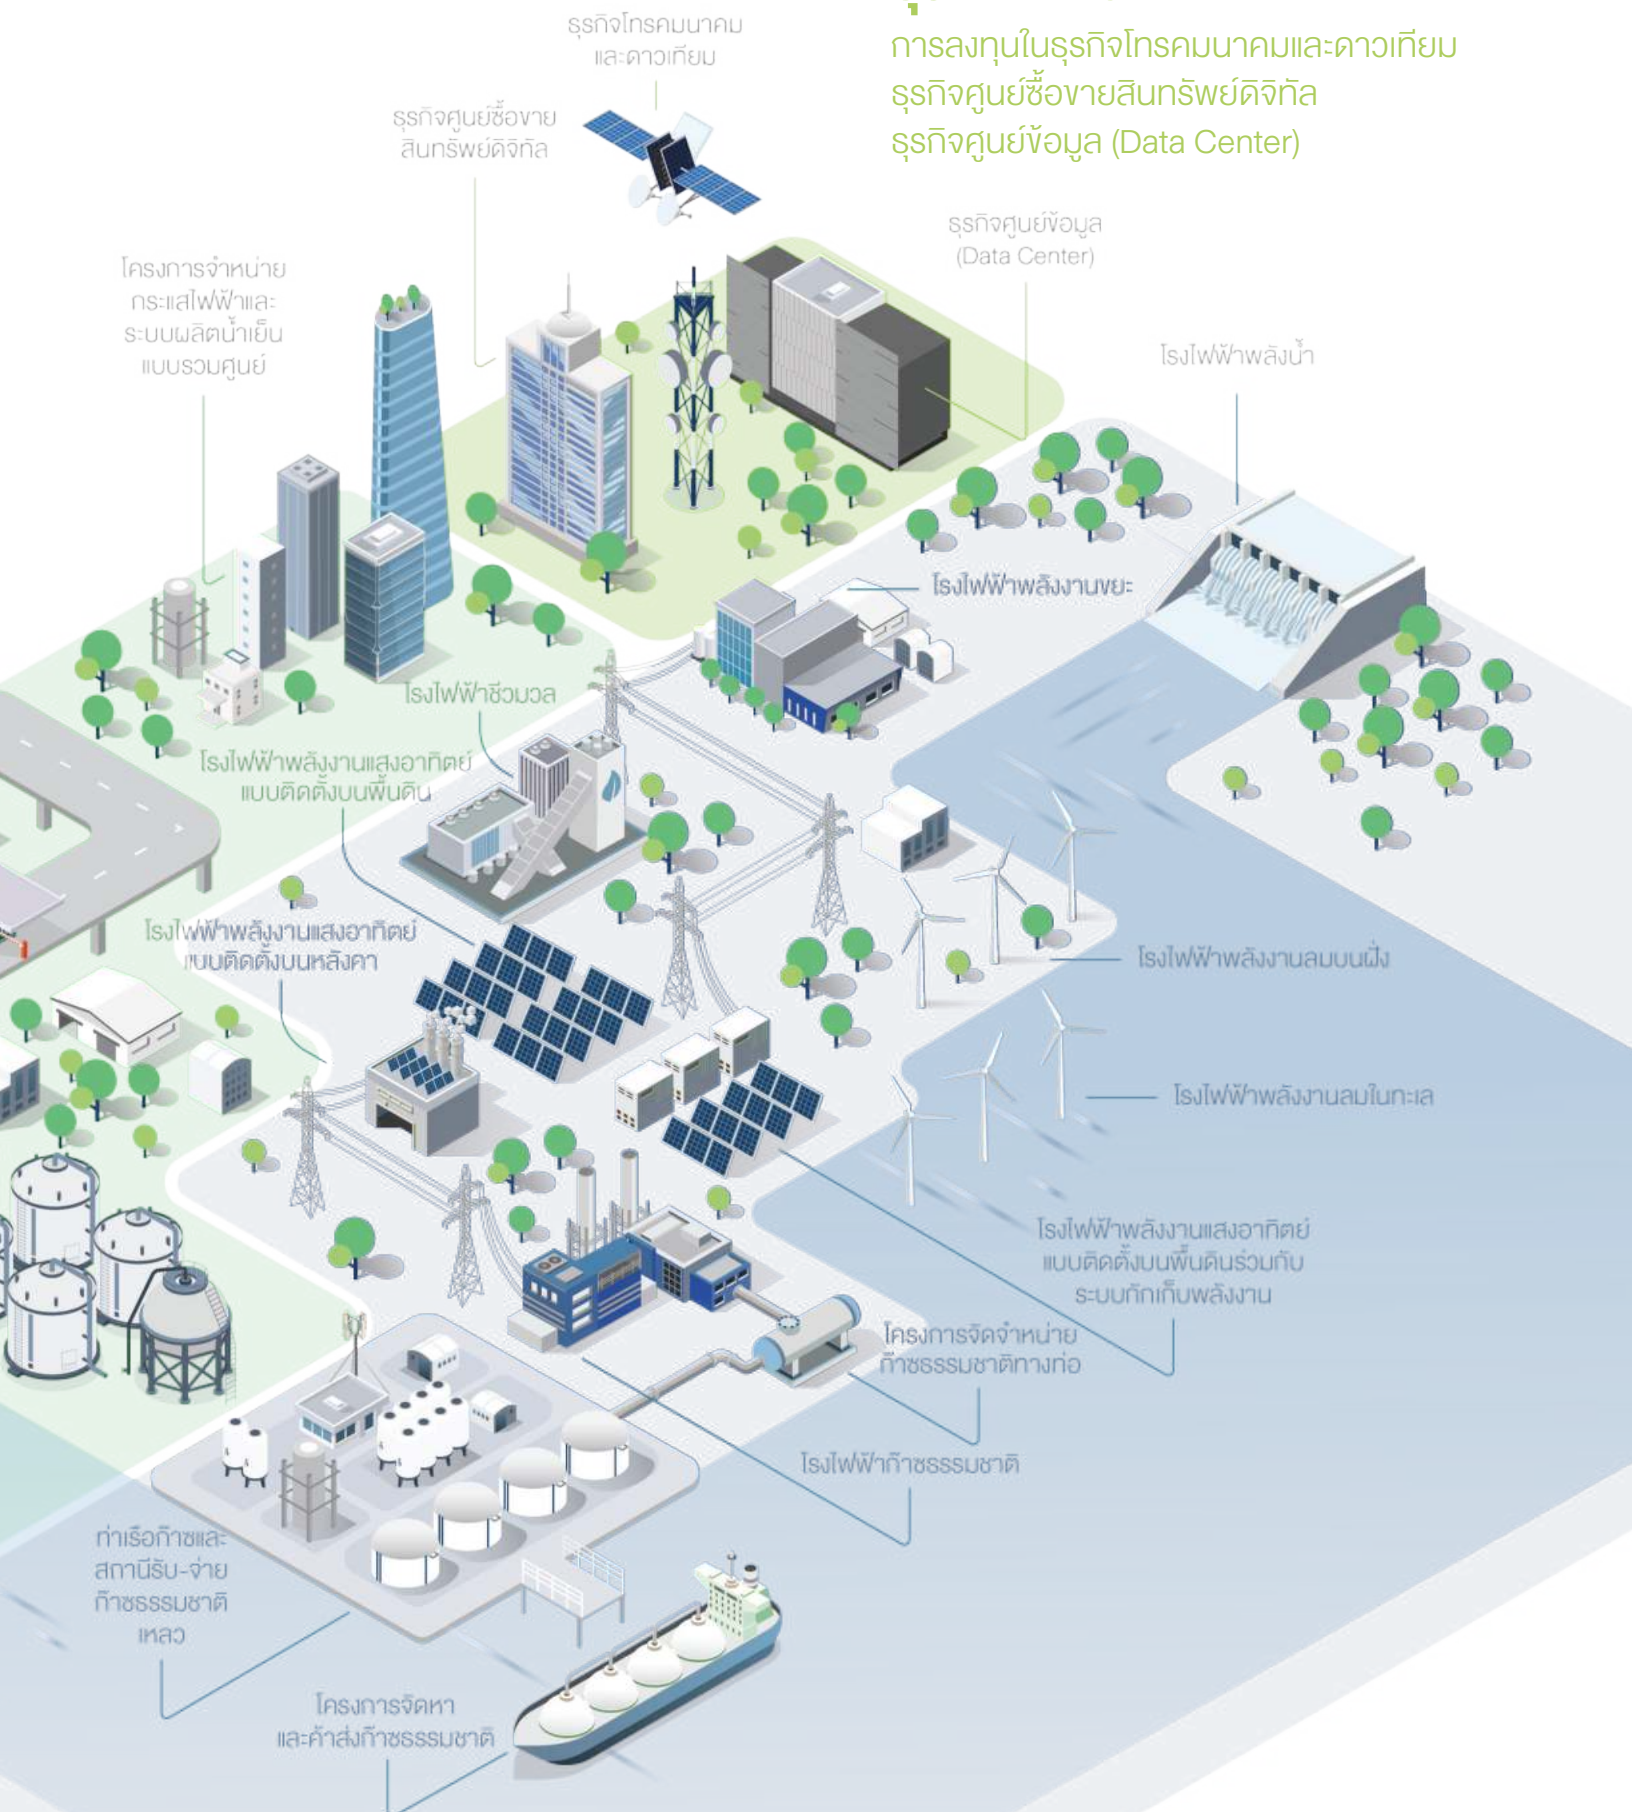 การลงทุนในธุรกิจโทรคมนาคมและดาวเทียม
ธุรกิจศูนย์ซื้อขายสินทรัพย์ดิจิทัล
ธุรกิจศูนย์ข้อมูล (Data Center)
ธุรกิจโทรคมนาคม
และดาวเทียม
ธุรกิจศูนย์ซื้อขาย
สินทรัพย์ดิจิทัล
ธุรกิจศูนย์ข้อมูล
(Data Center)
โครงการจำหน่าย
กระแสไฟฟ้าและ
ระบบผลิตน้ำเย็น
แบบรวมศูนย์
โรงไฟฟ้าพลังน้ำ
โรงไฟฟ้าพลังงานขยะ
โรงไฟฟ้าชีวมวล
โรงไฟฟ้าพลังงานแสงอาทิตย์
แบบติดตั้งบนพื้นดิน
โรงไฟฟ้าพลังงานแสงอาทิตย์
แบบติดตั้งบนหลังคา
โรงไฟฟ้าพลังงานลมบนฝั่ง
โรงไฟฟ้าพลังงานลมในทะเล
โรงไฟฟ้าพลังงานแสงอาทิตย์
แบบติดตั้งบนพื้นดินร่วมกับ
ระบบกักเก็บพลังงาน
โครงการจัดจำหน่าย
ก๊าซธรรมชาติทางท่อ
โรงไฟฟ้าก๊าซธรรมชาติ
ท่าเรือก๊าซและ
สถานีรับ-จ่าย
ก๊าซธรรมชาติ
เหลว
โครงการจัดหา
และค้าส่งก๊าซธรรมชาติ